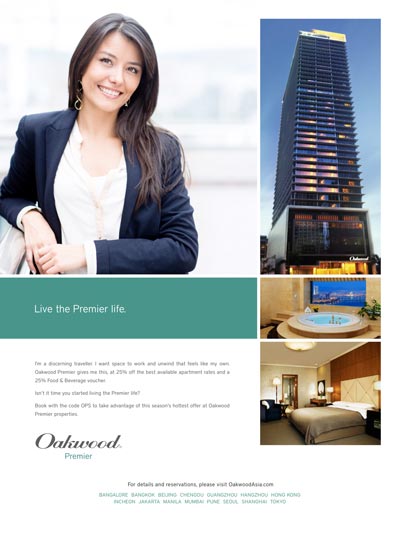 Oakwood
Live the Premier life.
I'm a discerning traveller. I want space to work and unwind that feels like my own.
Oakwood Premier gives me this, at 25% off the best available apartment rates and a
25% Food & Beverage voucher.
Isn't it time you started living the Premier life?
Book with the code OPS to take advantage of this season's hottest offer at Oakwood
Premier properties.
Oakwood
Premier
For details and reservations, please visit OakwoodAsia.com
BANGALORE BANGKOK BEIJING CHENGDU GUANGZHOU HANGZHOU HONG KONG
INCHEON JAKARTA MANILA MUMBAI PUNE SEOUL SHANGHAI TOKYO